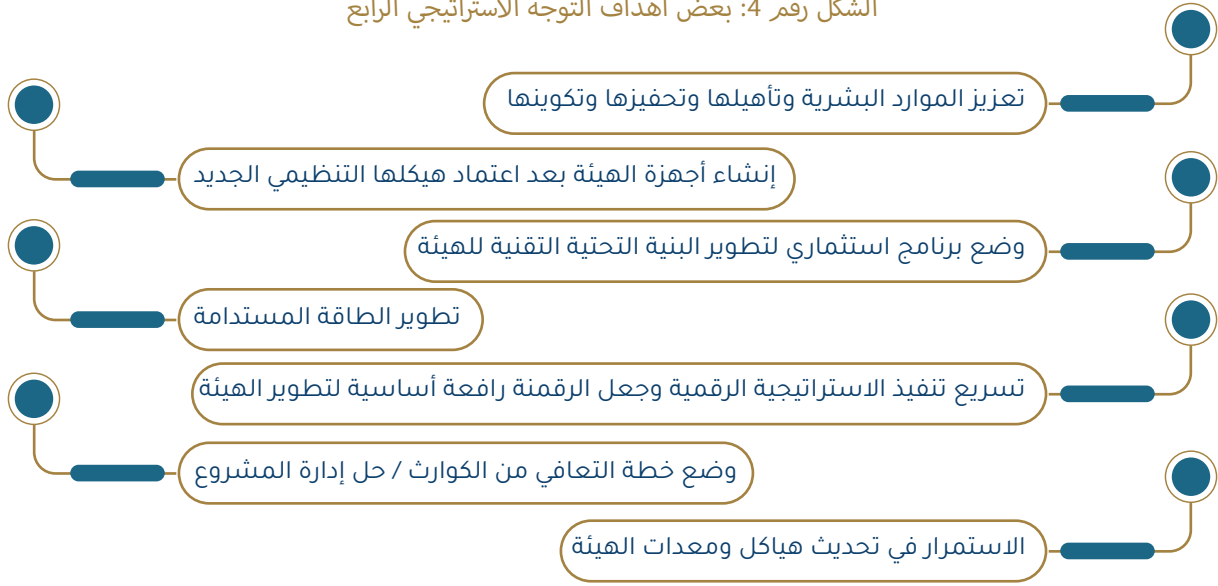 الشكل رقم 4: بعض أهداف التوجه الاستراتيجي الرابع
تعزيز الموارد البشرية وتأهيلها وتحفيزها وتكوينها
إنشاء أجهزة الهيئة بعد اعتماد هيكلها التنظيمي الجديد
وضع برنامج استثماري لتطوير البنية التحتية التقنية للهيئة
تطوير الطاقة المستدامة
تسريع تنفيذ الاستراتيجية الرقمية وجعل الرقمنة رافعة أساسية لتطوير الهيئة
وضع خطة التعافي من الكوارث / حل إدارة المشروع
الاستمرار في تحديث هياكل ومعدات الهيئة